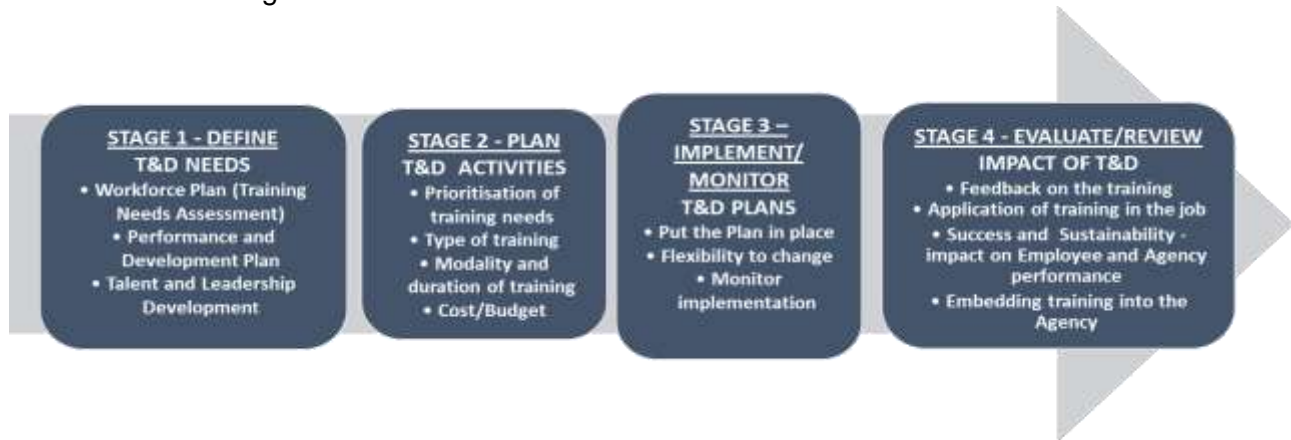 STAGE 1 - DEFINE
T&D NEEDS
• Workforce Plan (Training
Needs Assessment)
• Performance and
Development Plan
• Talent and Leadership
Development
STAGE 2 - PLAN
T&D ACTIVITIES
• Prioritisation of
training needs
• Type of training
• Modality and
duration of training
• Cost/Budget
STAGE 3 –
IMPLEMENT/
MONITOR
T&D PLANS
• Put the Plan in place
• Flexibility to change
• Monitor
implementation
STAGE 4 - EVALUATE/REVIEW
IMPACT OF T&D
• Feedback on the training
• Application of training in the job
• Success and Sustainability -
impact on Employee and Agency
performance
• Embedding training into the
Agency